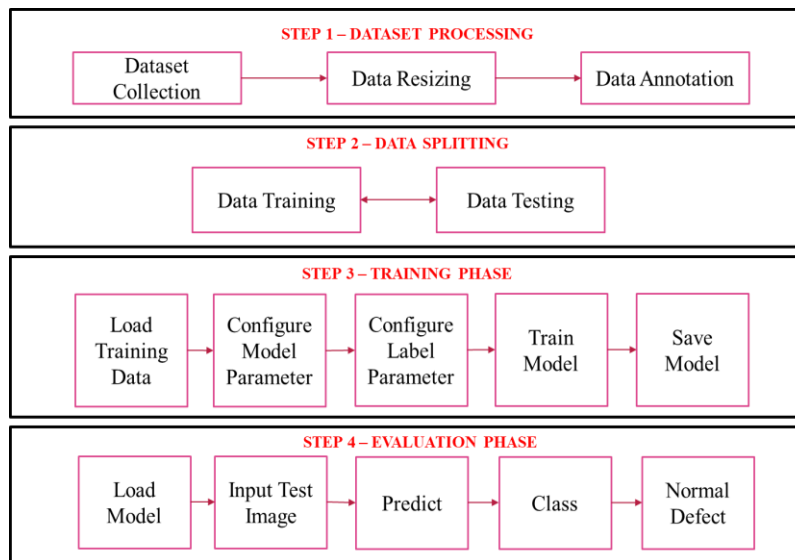 STEP 1 – DATASET PROCESSING
Dataset
Collection
Data Resizing
Data Annotation
STEP 2 – DATA SPLITTING
Data Training
Data Testing
STEP 3 – TRAINING PHASE
Load
Training
Data
Configure
Model
Parameter
Configure
Label
Parameter
Train
Model
Save
Model
STEP 4 – EVALUATION PHASE
Load
Model
Input Test
Image
Predict
Class
Normal
Defect